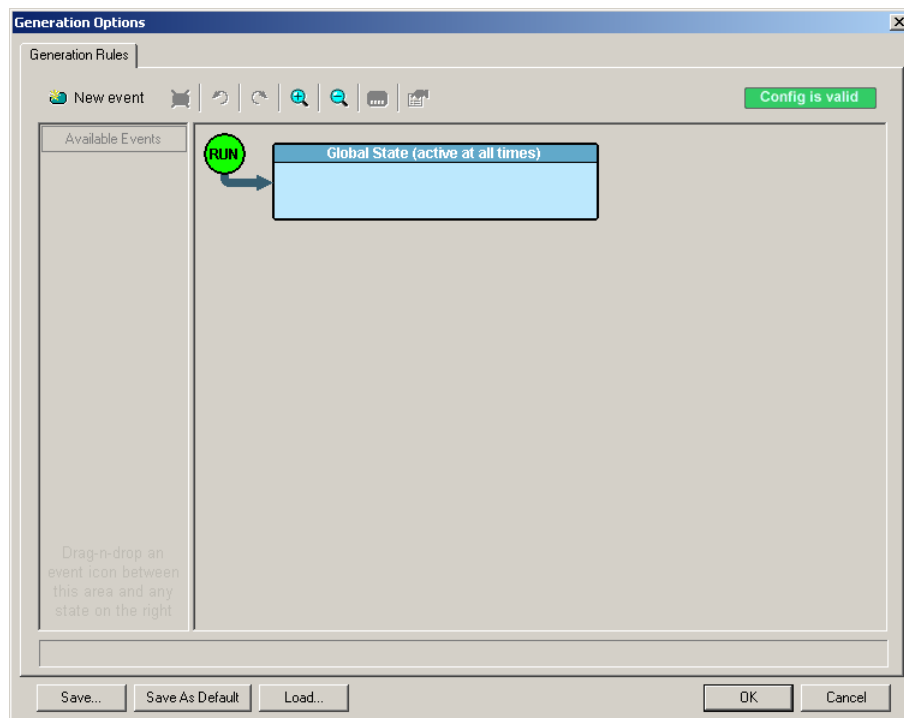 Generation Options
Generation Rules
New event
Config is valid
Available Events
RUN
Global State (active at all times)
Drag-n-drop an
event icon between
this area and any
state on the right
Save...
Save As Default
Load...
OK
Cancel